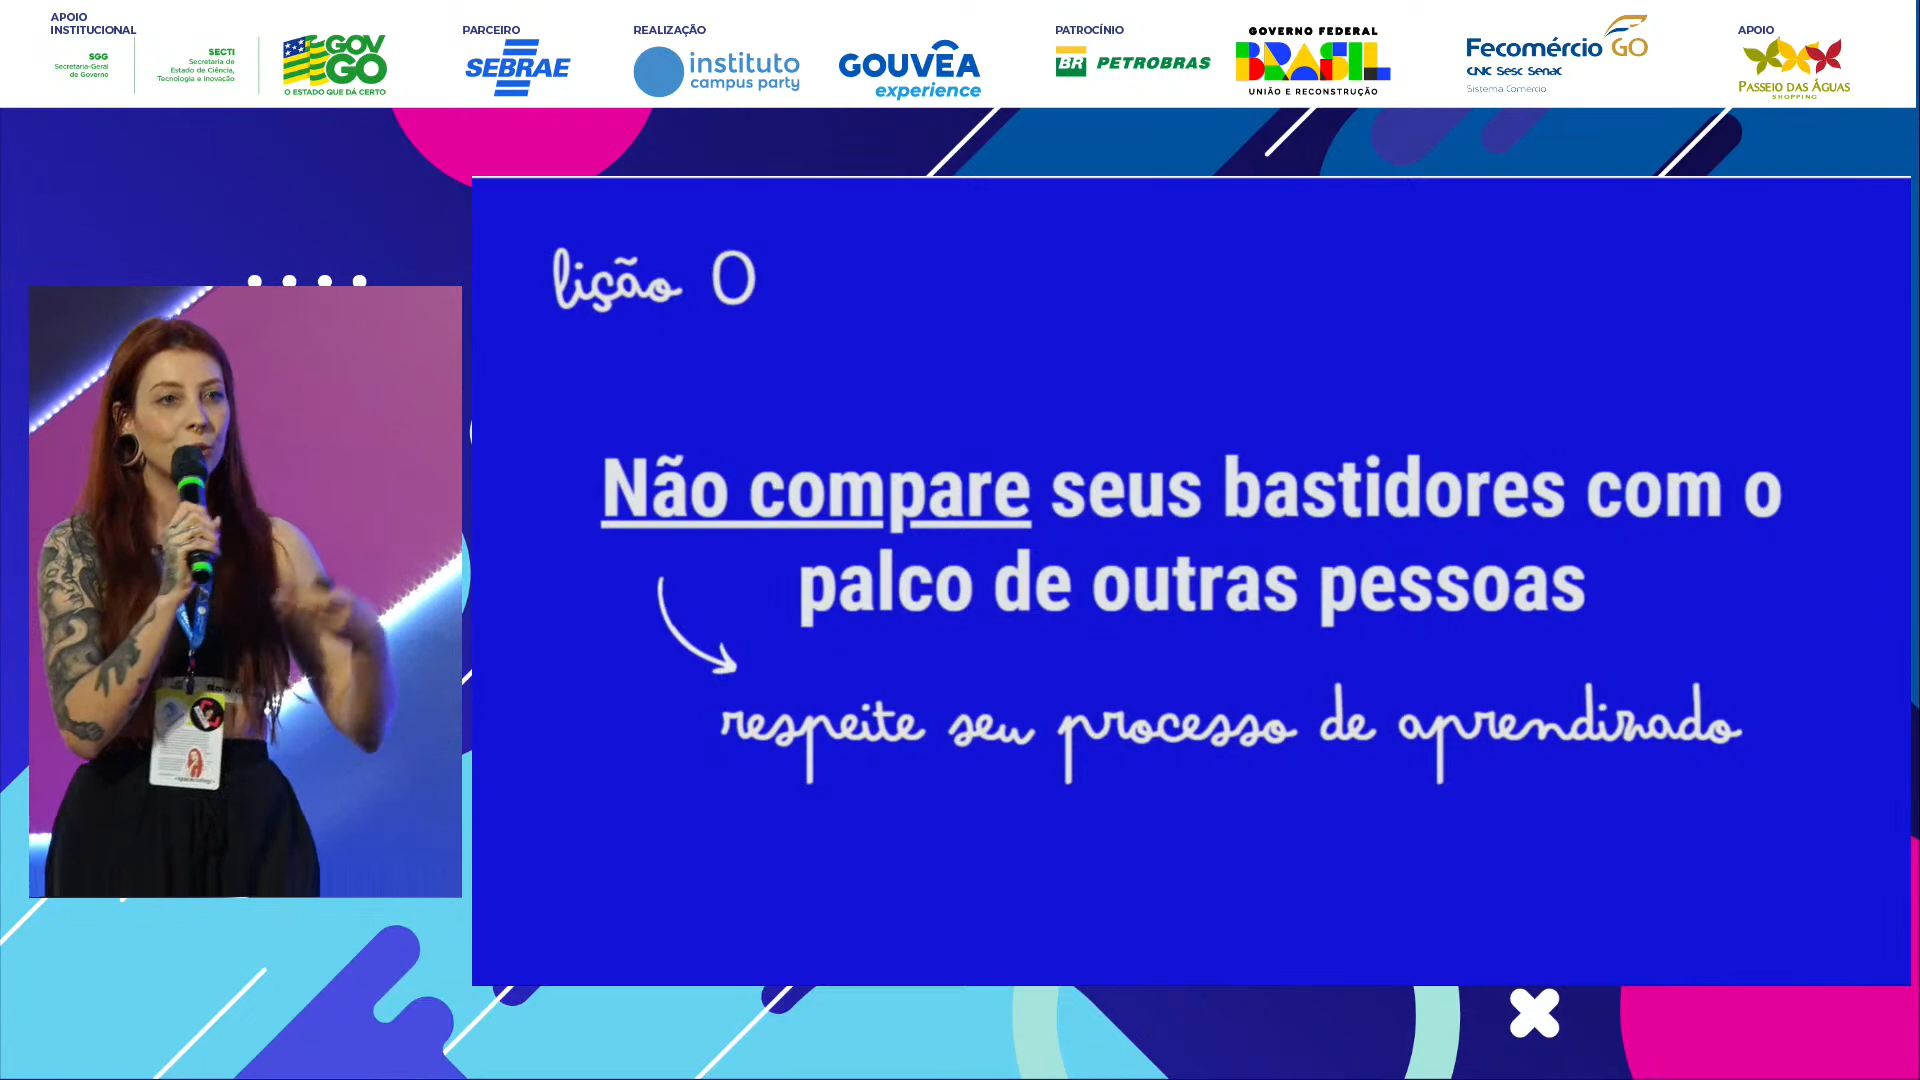 APOIO
INSTITUCIONAL
SGG
Secretaria-Geral
de Governo
SECTI
Secretaria de
Estado de Ciência,
Tecnologia e Inovação
GOV
GO
O ESTADO QUE DÁ CERTO
PARCEIRO
SEBRAE
REALIZAÇÃO
instituto
campus party
GOUVÊA
experience
PATROCÍNIO
BR PETROBRAS
GOVERNO FEDERAL
BRASIL
UNIÃO E RECONSTRUÇÃO
Fecomércio GO
CNC Sesc Senac
Sistema Comércio
APOIO
PASSEIO DAS ÁGUAS
SHOPPING
lição 0
Não compare seus bastidores com o
palco de outras pessoas
respeite seu processo de aprendizado